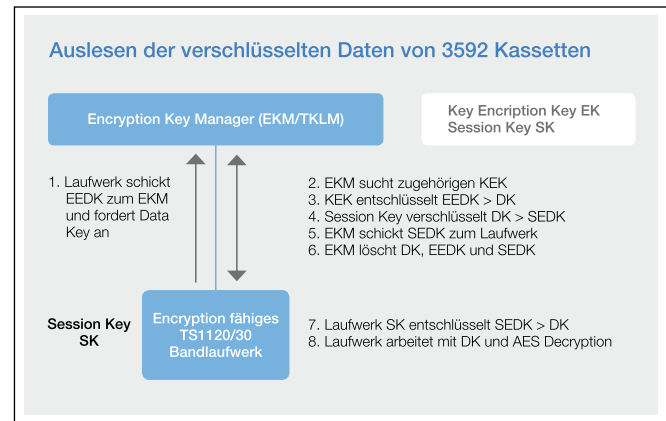 Auslesen der verschlüsselten Daten von 3592 Kassetten
Encryption Key Manager (EKM/TKLM)
Key Encription Key EK
Session Key SK
1. Laufwerk schickt
EEDK zum EKM
und fordert Data
Key an
2. EKM sucht zugehörigen KEK
3. KEK entschlüsselt EEDK > DK
4. Session Key verschlüsselt DK > SEDK
5. EKM schickt SEDK zum Laufwerk
6. EKM löscht DK, EEDK und SEDK
Session Key
SK
Encryption fähiges
TS1120/30
Bandlaufwerk
7. Laufwerk SK entschlüsselt SEDK > DK
8. Laufwerk arbeitet mit DK und AES Decryption